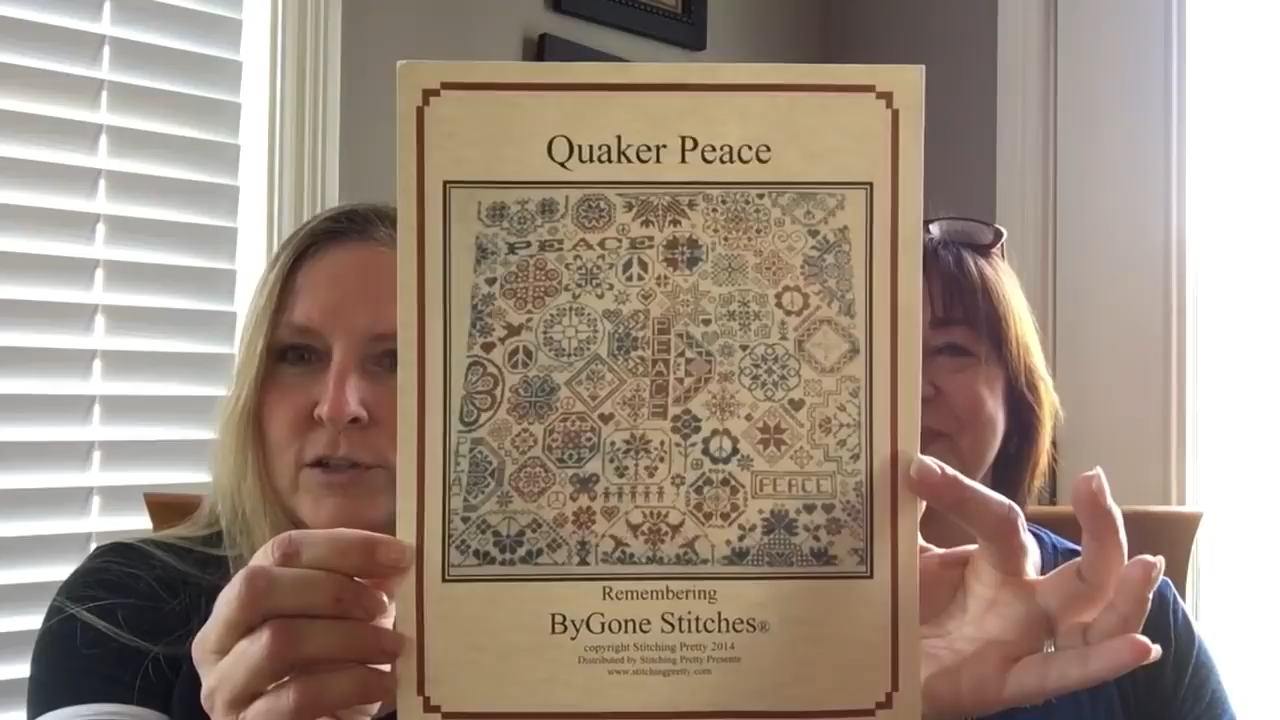 Quaker Peace
PEACE
PEACE
PEACE
Remembering
ByGone Stitches®
copyright Stitching Pretty 2014
Distributed by Stitching Pretty Presents
www.stitchingpretty.com